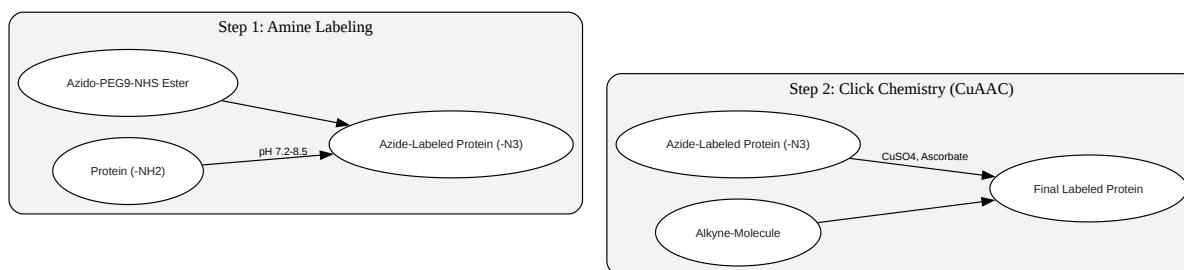 Step 1: Amine Labeling
Azido-PEG9-NHS Ester
Protein (-NH2)
pH 7.2-8.5
Azide-Labeled Protein (-N3)
Step 2: Click Chemistry (CuAAC)
Azide-Labeled Protein (-N3)
CuSO4, Ascorbate
Alkyne-Molecule
Final Labeled Protein